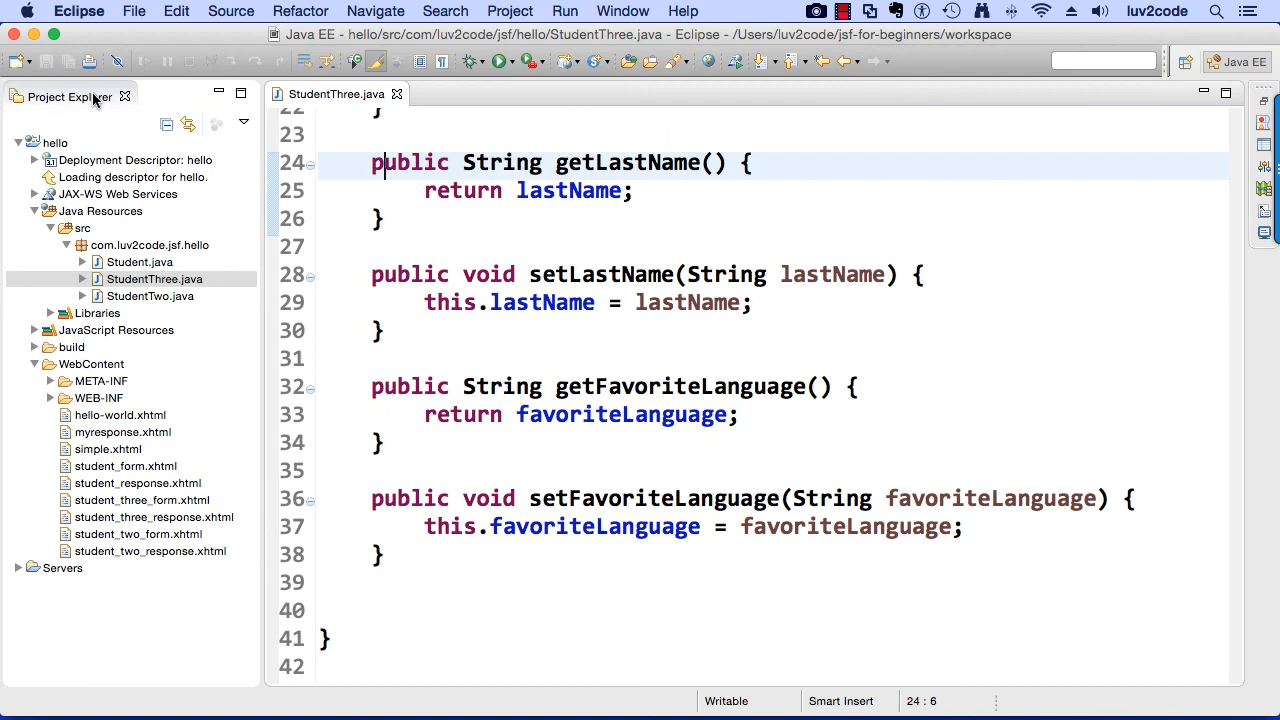 Eclipse File Edit Source Refactor Navigate Search Project Run Window Help luv2code
Java EE - hello/src/com/luv2code/jsf/hello/StudentThree.java - Eclipse - /Users/luv2code/jsf-for-beginners/workspace
Java EE
Project Explorer
hello
Deployment Descriptor: hello
Loading descriptor for hello.
JAX-WS Web Services
Java Resources
src
com.luv2code.jsf.hello
Student.java
StudentThree.java
StudentTwo.java
Libraries
JavaScript Resources
build
WebContent
META-INF
WEB-INF
hello-world.xhtml
myresponse.xhtml
simple.xhtml
student_form.xhtml
student_response.xhtml
student_three_form.xhtml
student_three_response.xhtml
student_two_form.xhtml
student_two_response.xhtml
Servers
StudentThree.java
22 }
23
24 public String getLastName() {
25 return lastName;
26 }
27
28 public void setLastName(String lastName) {
29 this.lastName = lastName;
30 }
31
32 public String getFavoriteLanguage() {
33 return favoriteLanguage;
34 }
35
36 public void setFavoriteLanguage(String favoriteLanguage) {
37 this.favoriteLanguage = favoriteLanguage;
38 }
39
40
41 }
42
Writable Smart Insert 24 : 6